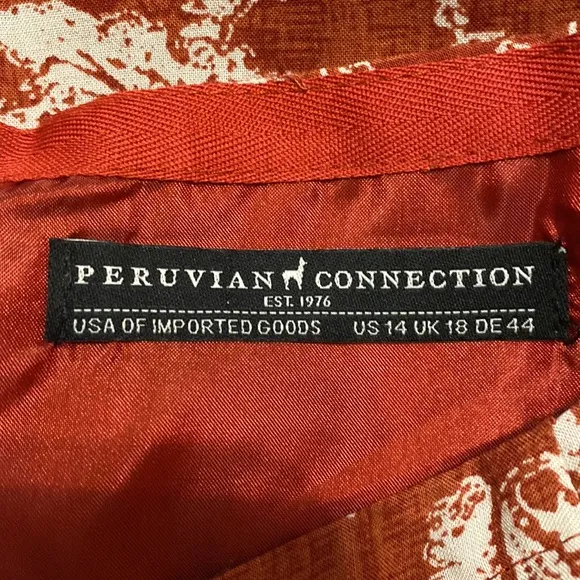 PERUVIAN CONNECTION
EST. 1976
USA OF IMPORTED GOODS US 14 UK 18 DE 44